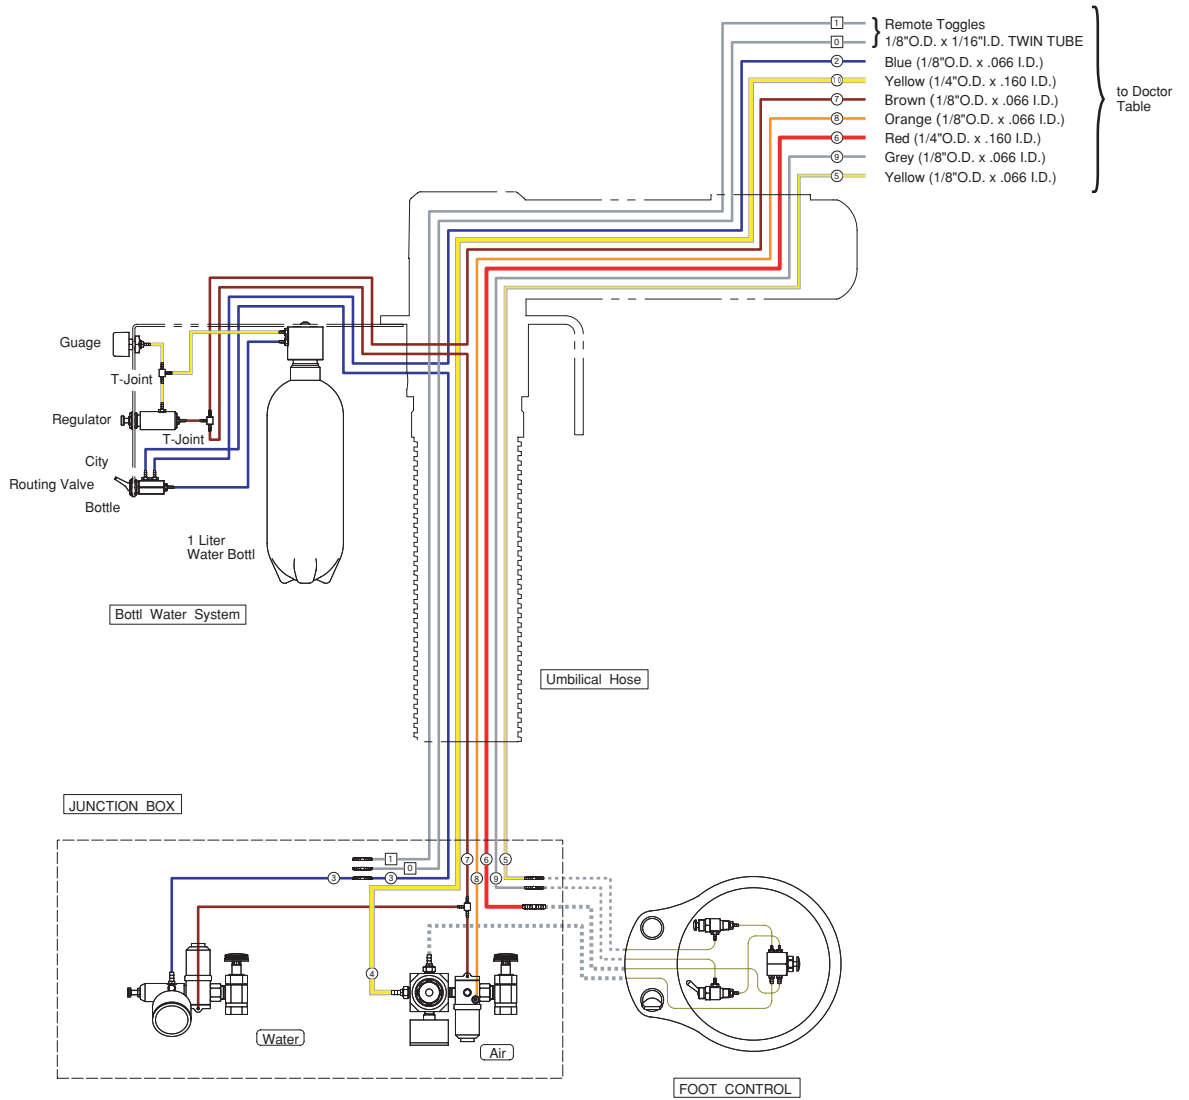 1 Remote Toggles
0 1/8"O.D. x 1/16"I.D. TWIN TUBE
2 Blue (1/8"O.D. x .066 I.D.)
10 Yellow (1/4"O.D. x .160 I.D.)
7 Brown (1/8"O.D. x .066 I.D.)
8 Orange (1/8"O.D. x .066 I.D.)
6 Red (1/4"O.D. x .160 I.D.)
9 Grey (1/8"O.D. x .066 I.D.)
5 Yellow (1/8"O.D. x .066 I.D.)
to Doctor
Table
Guage
T-Joint
Regulator
T-Joint
City
Routing Valve
Bottle
1 Liter
Water Bottl
Bottl Water System
Umbilical Hose
JUNCTION BOX
1
7 6 5
0
3 3 8 9
4
Water
Air
FOOT CONTROL